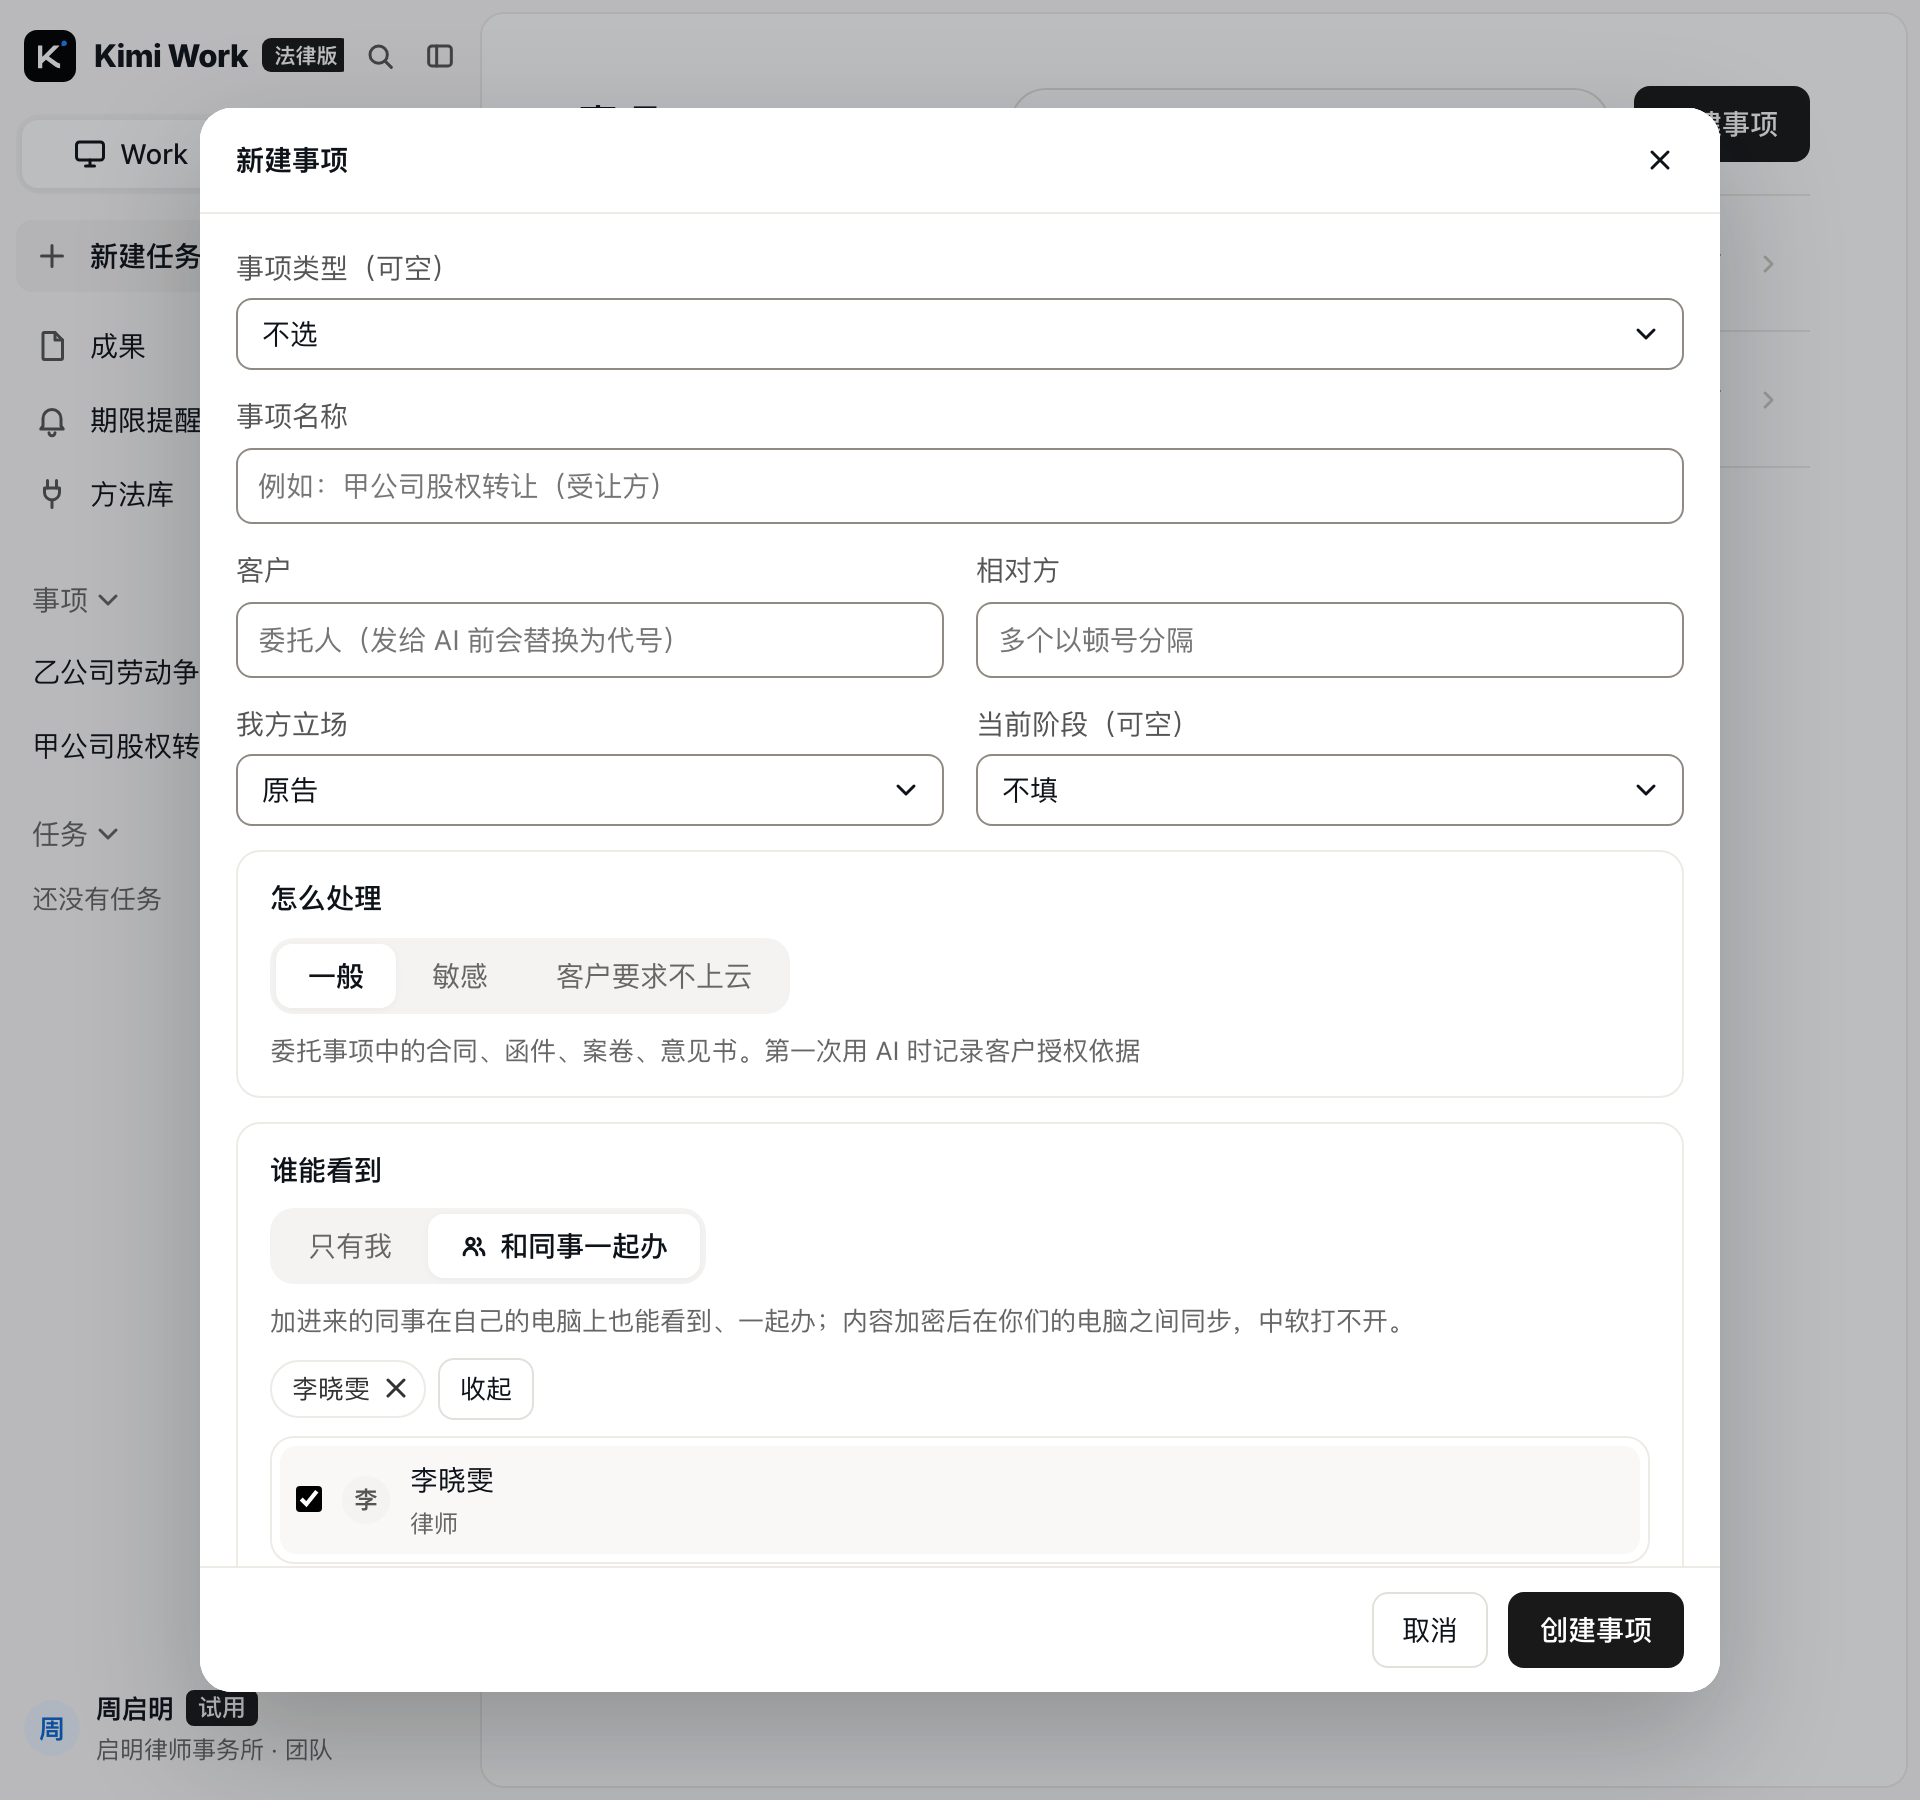 Kimi Work 法律版
Work
新建任务
成果
期限提醒
方法库
事项
乙公司劳动争
甲公司股权转
任务
还没有任务
周
周启明 试用
启明律师事务所 · 团队
建事项
新建事项
事项类型（可空）
不选
事项名称
例如：甲公司股权转让（受让方）
客户
相对方
委托人（发给 AI 前会替换为代号）
多个以顿号分隔
我方立场
当前阶段（可空）
原告
不填
怎么处理
一般 敏感 客户要求不上云
委托事项中的合同、函件、案卷、意见书。第一次用 AI 时记录客户授权依据
谁能看到
只有我 和同事一起办
加进来的同事在自己的电脑上也能看到、一起办；内容加密后在你们的电脑之间同步，中软打不开。
李晓雯 收起
李
李晓雯
律师
取消 创建事项